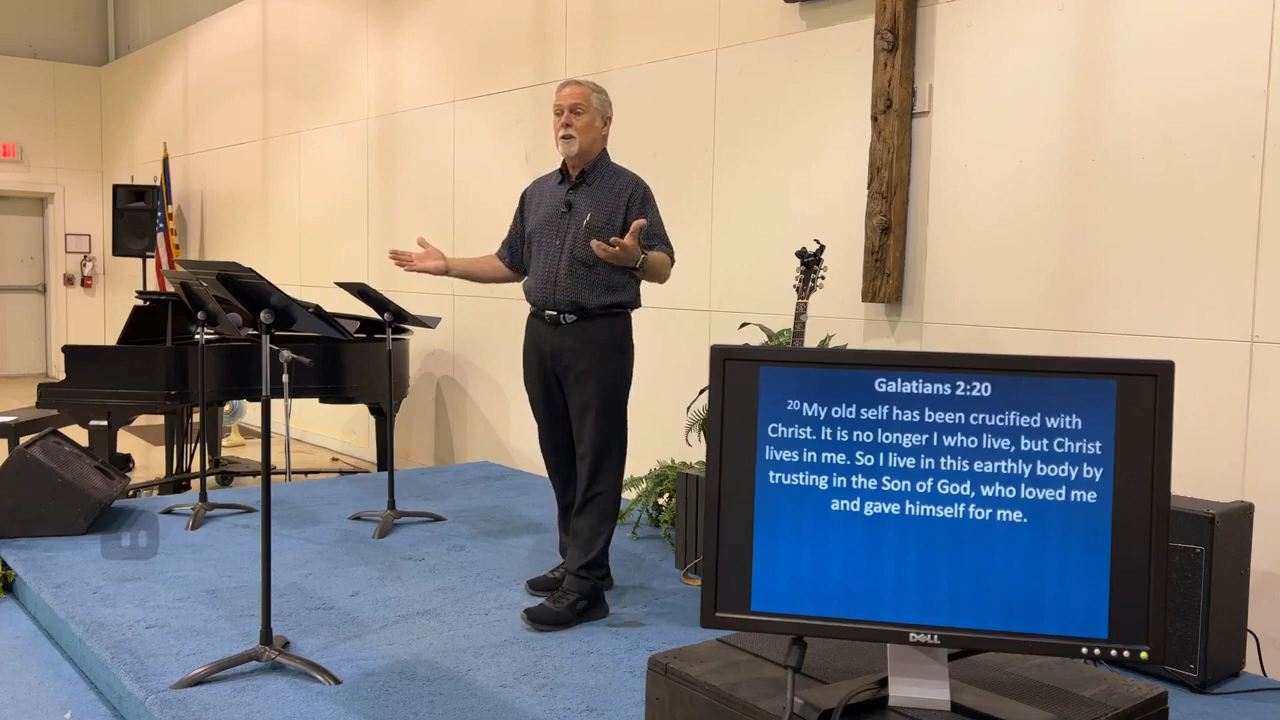 Galatians 2:20
20 My old self has been crucified with
Christ. It is no longer I who live, but Christ
lives in me. So I live in this earthly body by
trusting in the Son of God, who loved me
and gave himself for me.
DELL